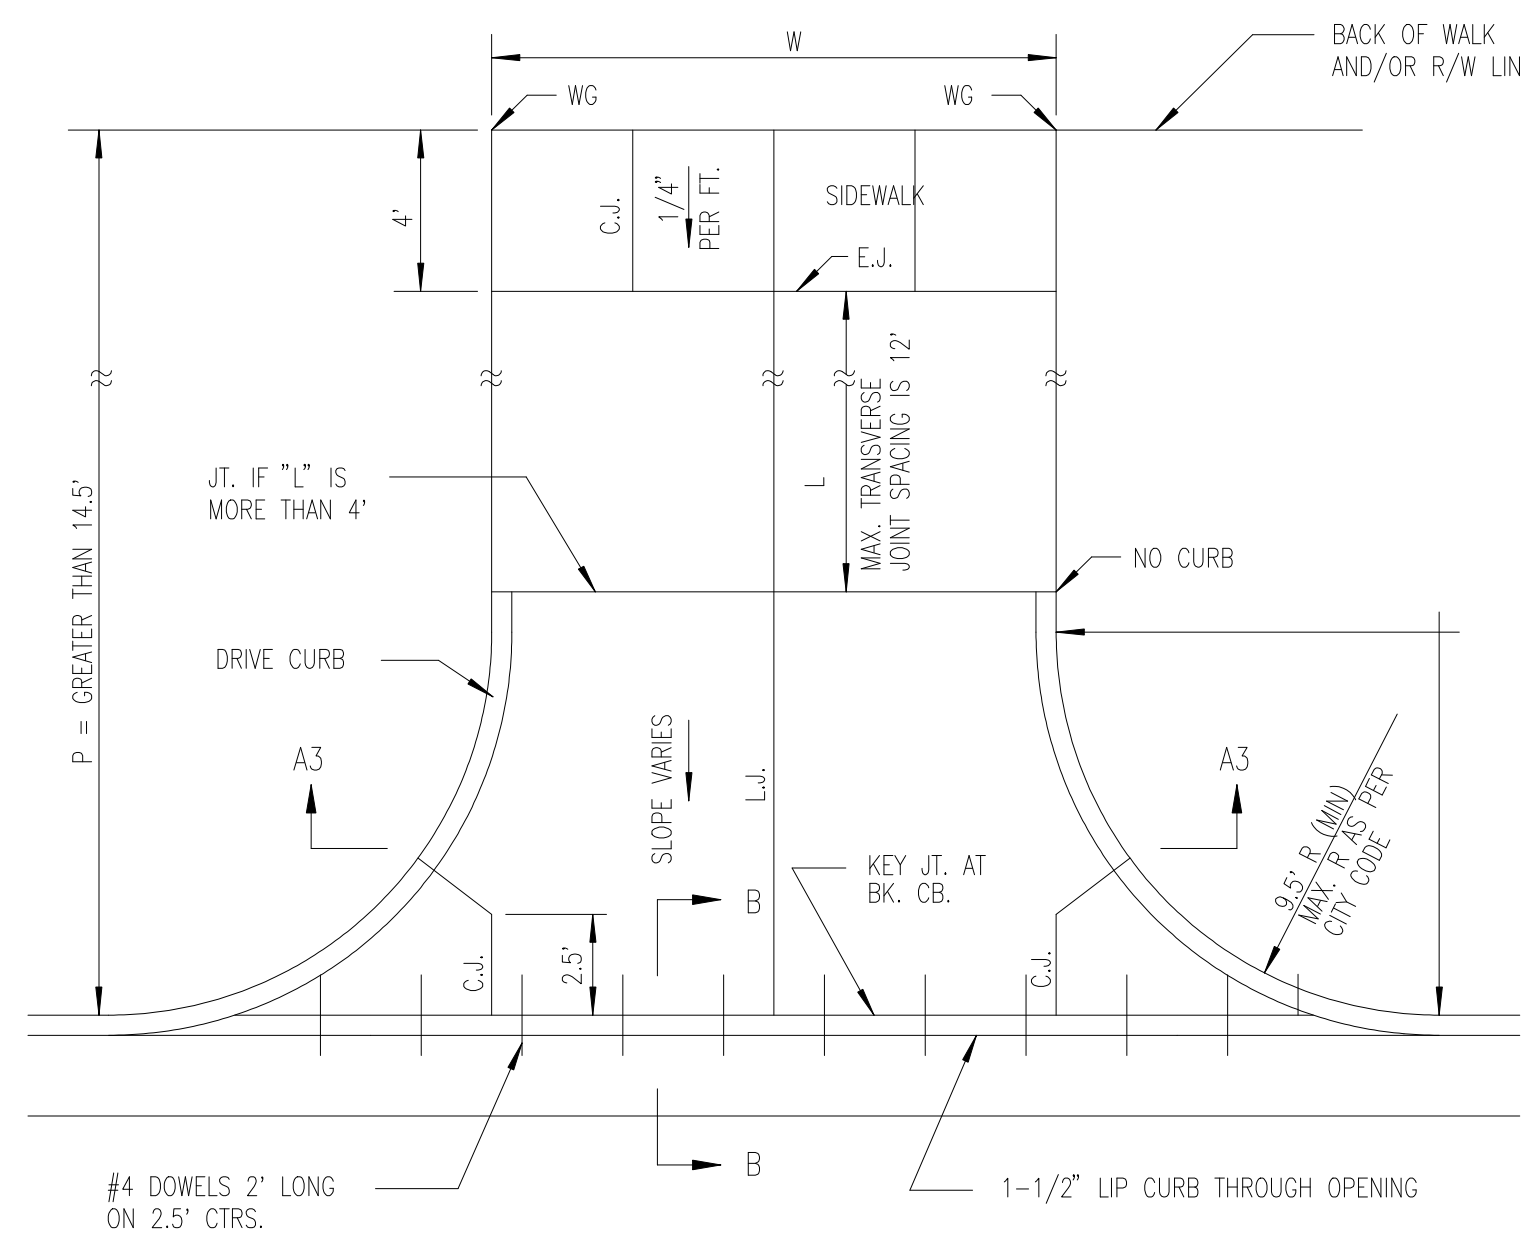 W
BACK OF WALK
AND/OR R/W LIN
WG
WG
4'
C.J.
1/4"
PER FT.
SIDEWALK
E.J.
MAX. TRANSVERSE
JOINT SPACING IS 12'
L
JT. IF "L" IS
MORE THAN 4'
P = GREATER THAN 14.5'
NO CURB
DRIVE CURB
A3
SLOPE VARIES
L.J.
A3
9.5' R (MIN)
MAX. R AS PER
CITY CODE
KEY JT. AT
BK. CB.
B
C.J.
2.5'
C.J.
B
#4 DOWELS 2' LONG
ON 2.5' CTRS.
1-1/2" LIP CURB THROUGH OPENING